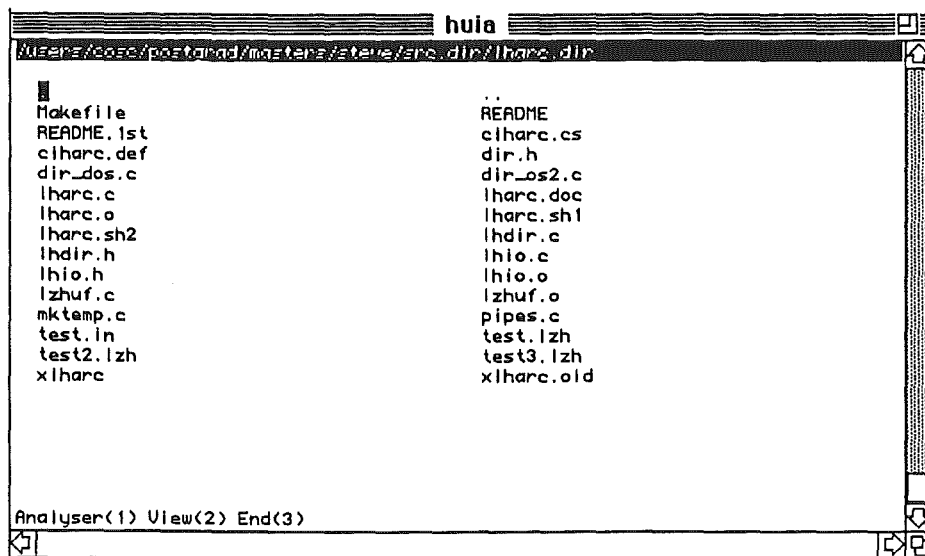 huia
/users/cosc/postgrad/masters/steve/src.dir/lharc.dir
..
Makefile README
README.1st clharc.cs
clharc.def dir.h
dir_dos.c dir_os2.c
lharc.c lharc.doc
lharc.o lharc.sh1
lharc.sh2 lhdir.c
lhdir.h lhio.c
lhio.h lhio.o
lzhuf.c lzhuf.o
mktemp.c pipes.c
test.in test.lzh
test2.lzh test3.lzh
xlharc xlharc.old
Analyser(1) View(2) End(3)